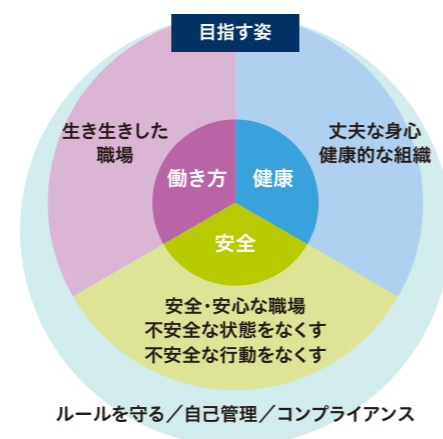 目指す姿
生き生きした
職場
丈夫な身心
健康的な組織
働き方
健康
安全
安全・安心な職場
不安全な状態をなくす
不安全な行動をなくす
ルールを守る／自己管理／コンプライアンス